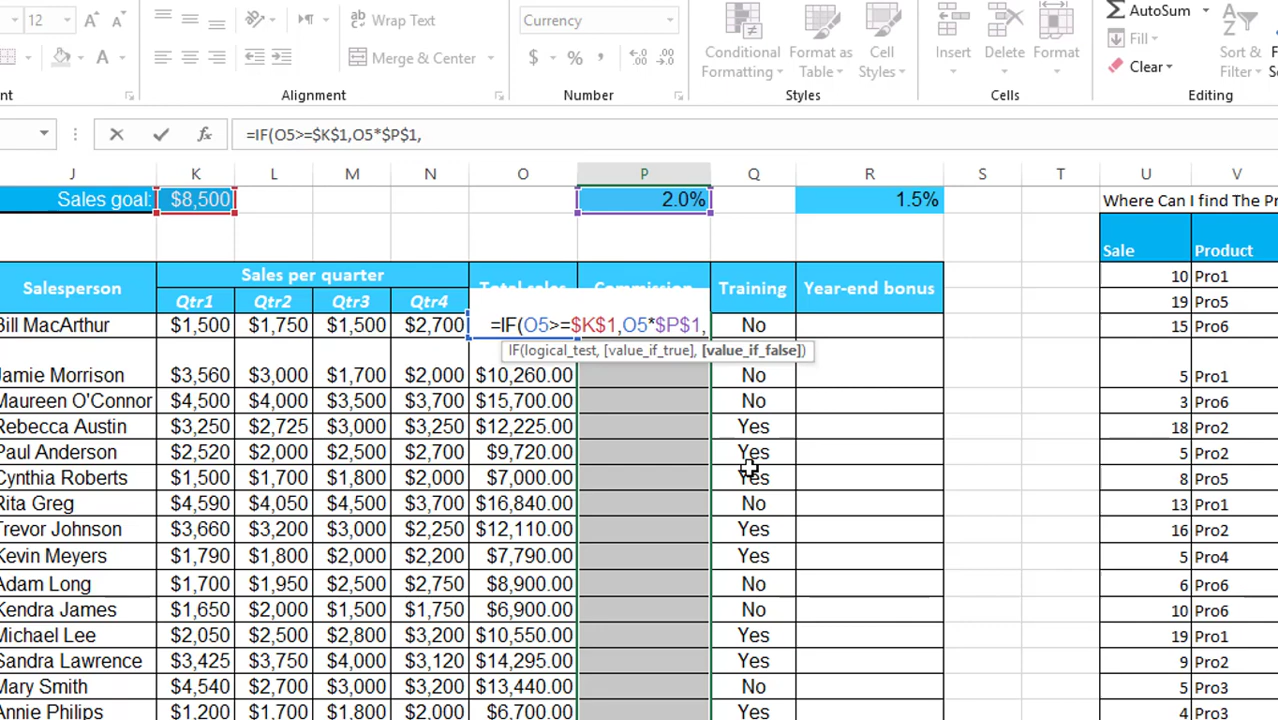 12 A A Wrap Text Currency AutoSum
Fill
A Merge & Center $ % , Conditional Formatting Format as Table Cell Styles Insert Delete Format Clear Sort & Filter
Alignment Number Styles Cells Editing
fx =IF(O5>=$K$1,O5*$P$1,
J K L M N O P Q R S T U V
Sales goal: $8,500 2.0% 1.5% Where Can I find The Pr
Sale Product
Salesperson Sales per quarter Total sales Commission Training Year-end bonus 10 Pro1
Qtr1 Qtr2 Qtr3 Qtr4 19 Pro5
Bill MacArthur $1,500 $1,750 $1,500 $2,700 =IF(O5>=$K$1,O5*$P$1, No 15 Pro6
IF(logical_test, [value_if_true], [value_if_false])
Jamie Morrison $3,560 $3,000 $1,700 $2,000 $10,260.00 No 5 Pro1
Maureen O'Connor $4,500 $4,000 $3,500 $3,700 $15,700.00 No 3 Pro6
Rebecca Austin $3,250 $2,725 $3,000 $3,250 $12,225.00 Yes 18 Pro2
Paul Anderson $2,520 $2,000 $2,500 $2,700 $9,720.00 Yes 5 Pro2
Cynthia Roberts $1,500 $1,700 $1,800 $2,000 $7,000.00 Yes 8 Pro5
Rita Greg $4,590 $4,050 $4,500 $3,700 $16,840.00 No 13 Pro1
Trevor Johnson $3,660 $3,200 $3,000 $2,250 $12,110.00 Yes 16 Pro2
Kevin Meyers $1,790 $1,800 $2,000 $2,200 $7,790.00 Yes 5 Pro4
Adam Long $1,700 $1,950 $2,500 $2,750 $8,900.00 No 6 Pro6
Kendra James $1,650 $2,000 $1,500 $1,750 $6,900.00 No 10 Pro6
Michael Lee $2,050 $2,500 $2,800 $3,200 $10,550.00 Yes 19 Pro1
Sandra Lawrence $3,425 $3,750 $4,000 $3,120 $14,295.00 Yes 9 Pro2
Mary Smith $4,540 $2,700 $3,000 $3,200 $13,440.00 No 5 Pro3
Annie Philips $1,200 $1,700 $1,800 $2,000 $6,700.00 Yes 4 Pro3